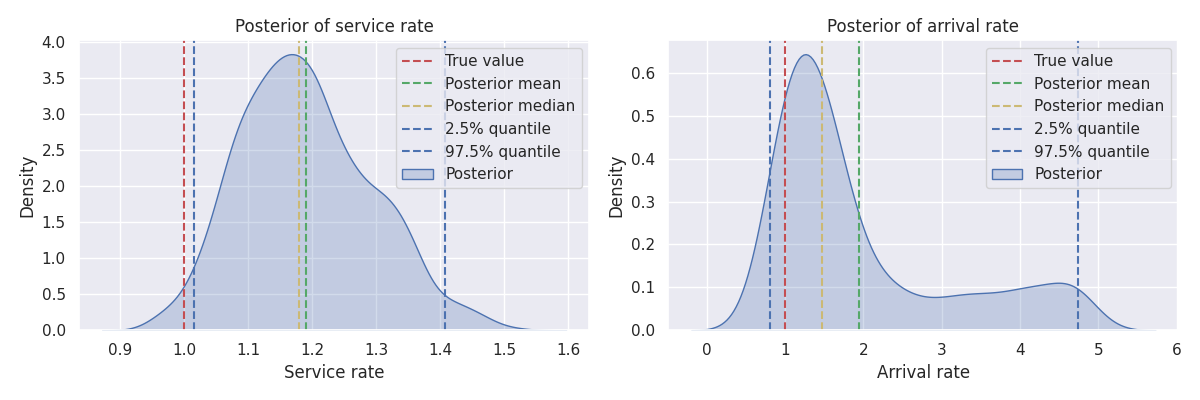 Posterior of service rate
4.0
3.5
3.0
2.5
2.0
1.5
1.0
0.5
0.0
Density
True value
Posterior mean
Posterior median
2.5% quantile
97.5% quantile
Posterior
0.9 1.0 1.1 1.2 1.3 1.4 1.5 1.6
Service rate
Posterior of arrival rate
0.6
0.5
0.4
0.3
0.2
0.1
0.0
Density
True value
Posterior mean
Posterior median
2.5% quantile
97.5% quantile
Posterior
0 1 2 3 4 5 6
Arrival rate